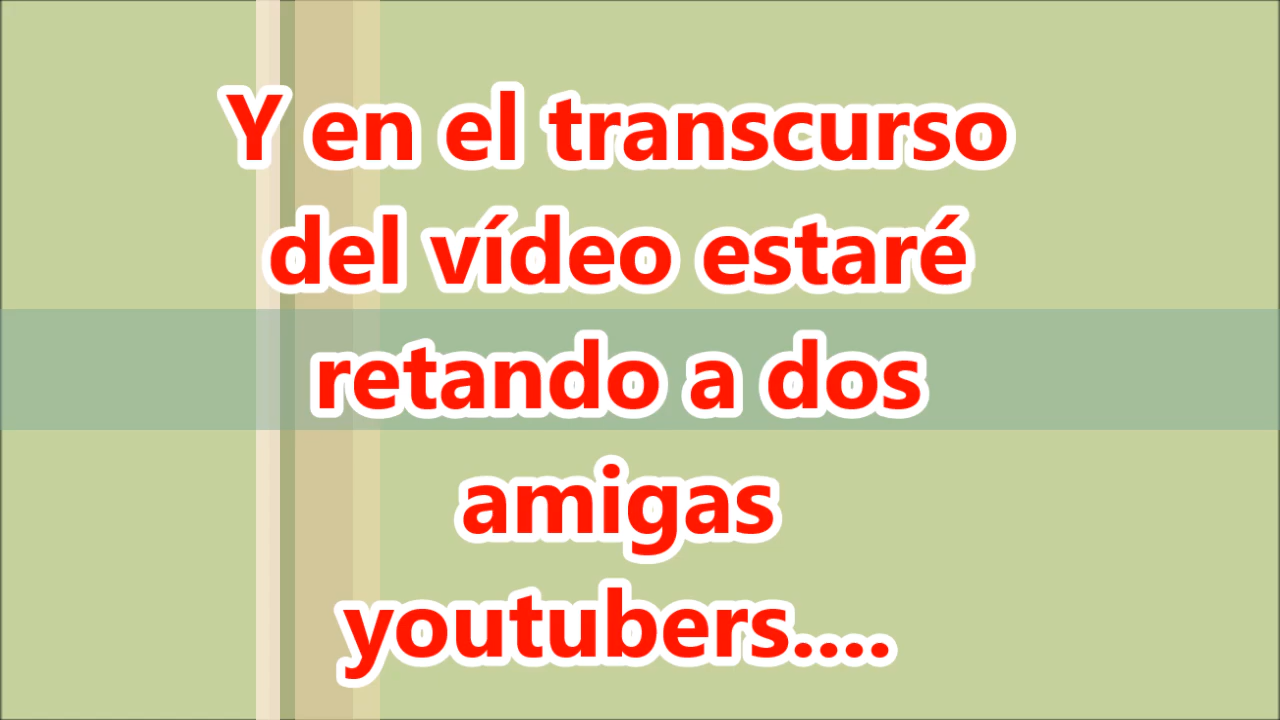 Y en el transcurso
del vídeo estaré
retando a dos
amigas
youtubers....